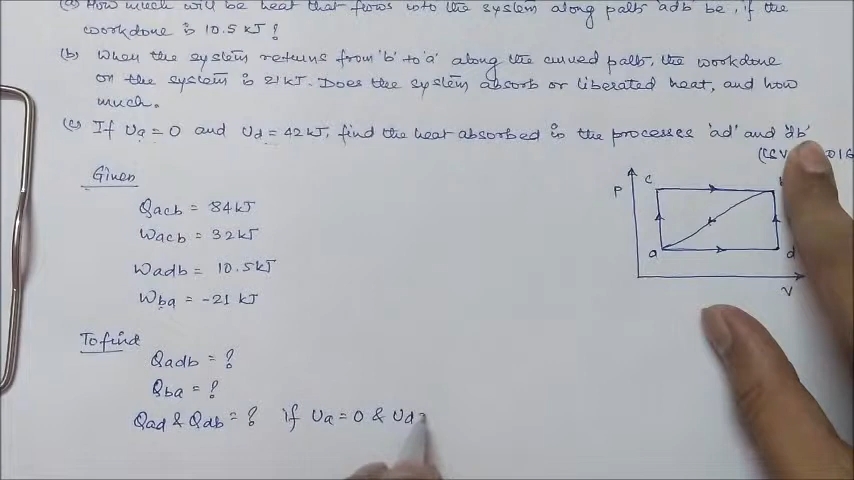 (a) How much will be heat that flows into the system along path 'adb' be, if the
workdone is 10.5 kJ?
(b) When the system returns from 'b' to 'a' along the curved path, the workdone
on the system is 21 kJ. Does the system absorb or liberated heat, and how
much.
(c) If Ua = 0 and Ud = 42 kJ, find the heat absorbed in the processes 'ad' and 'db'
Given
Qacb = 84 kJ
Wacb = 32 kJ
Wadb = 10.5 kJ
Wba = -21 kJ
P
c
a
d
V
To find
Qadb = ?
Qba = ?
Qad & Qdb = ? if Ua = 0 & Ud =